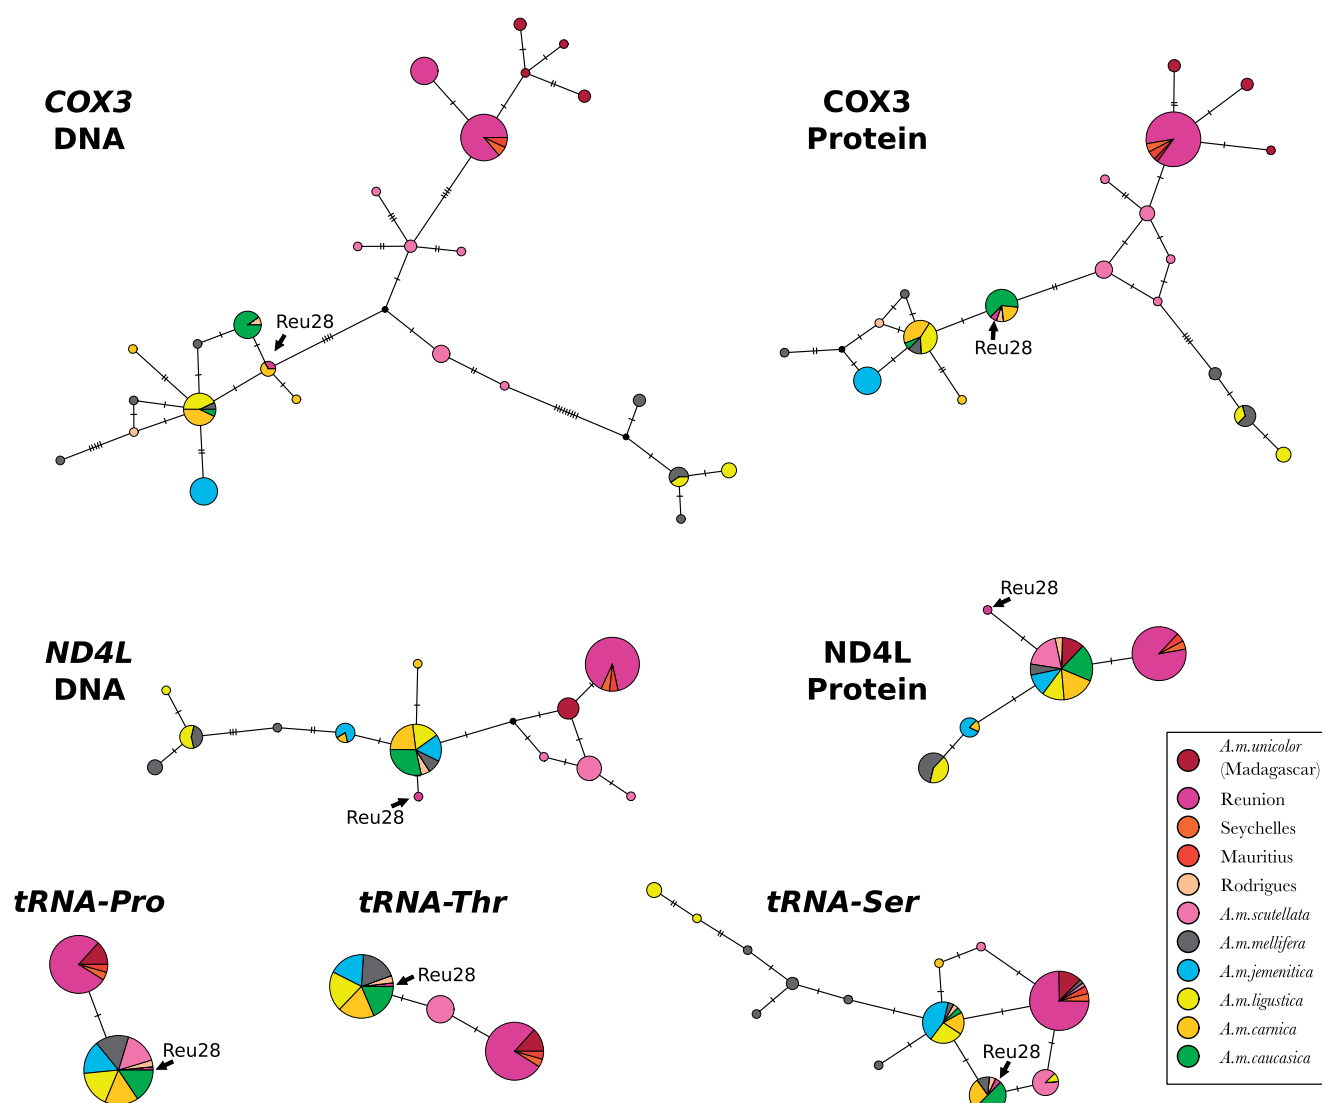 COX3
DNA
Reu28
COX3
Protein
Reu28
ND4L
DNA
Reu28
ND4L
Protein
Reu28
tRNA-Pro
Reu28
tRNA-Thr
Reu28
tRNA-Ser
Reu28
A.m.unicolor
(Madagascar)
Reunion
Seychelles
Mauritius
Rodrigues
A.m.scutellata
A.m.mellifera
A.m.jemenitica
A.m.ligustica
A.m.carnica
A.m.caucasica